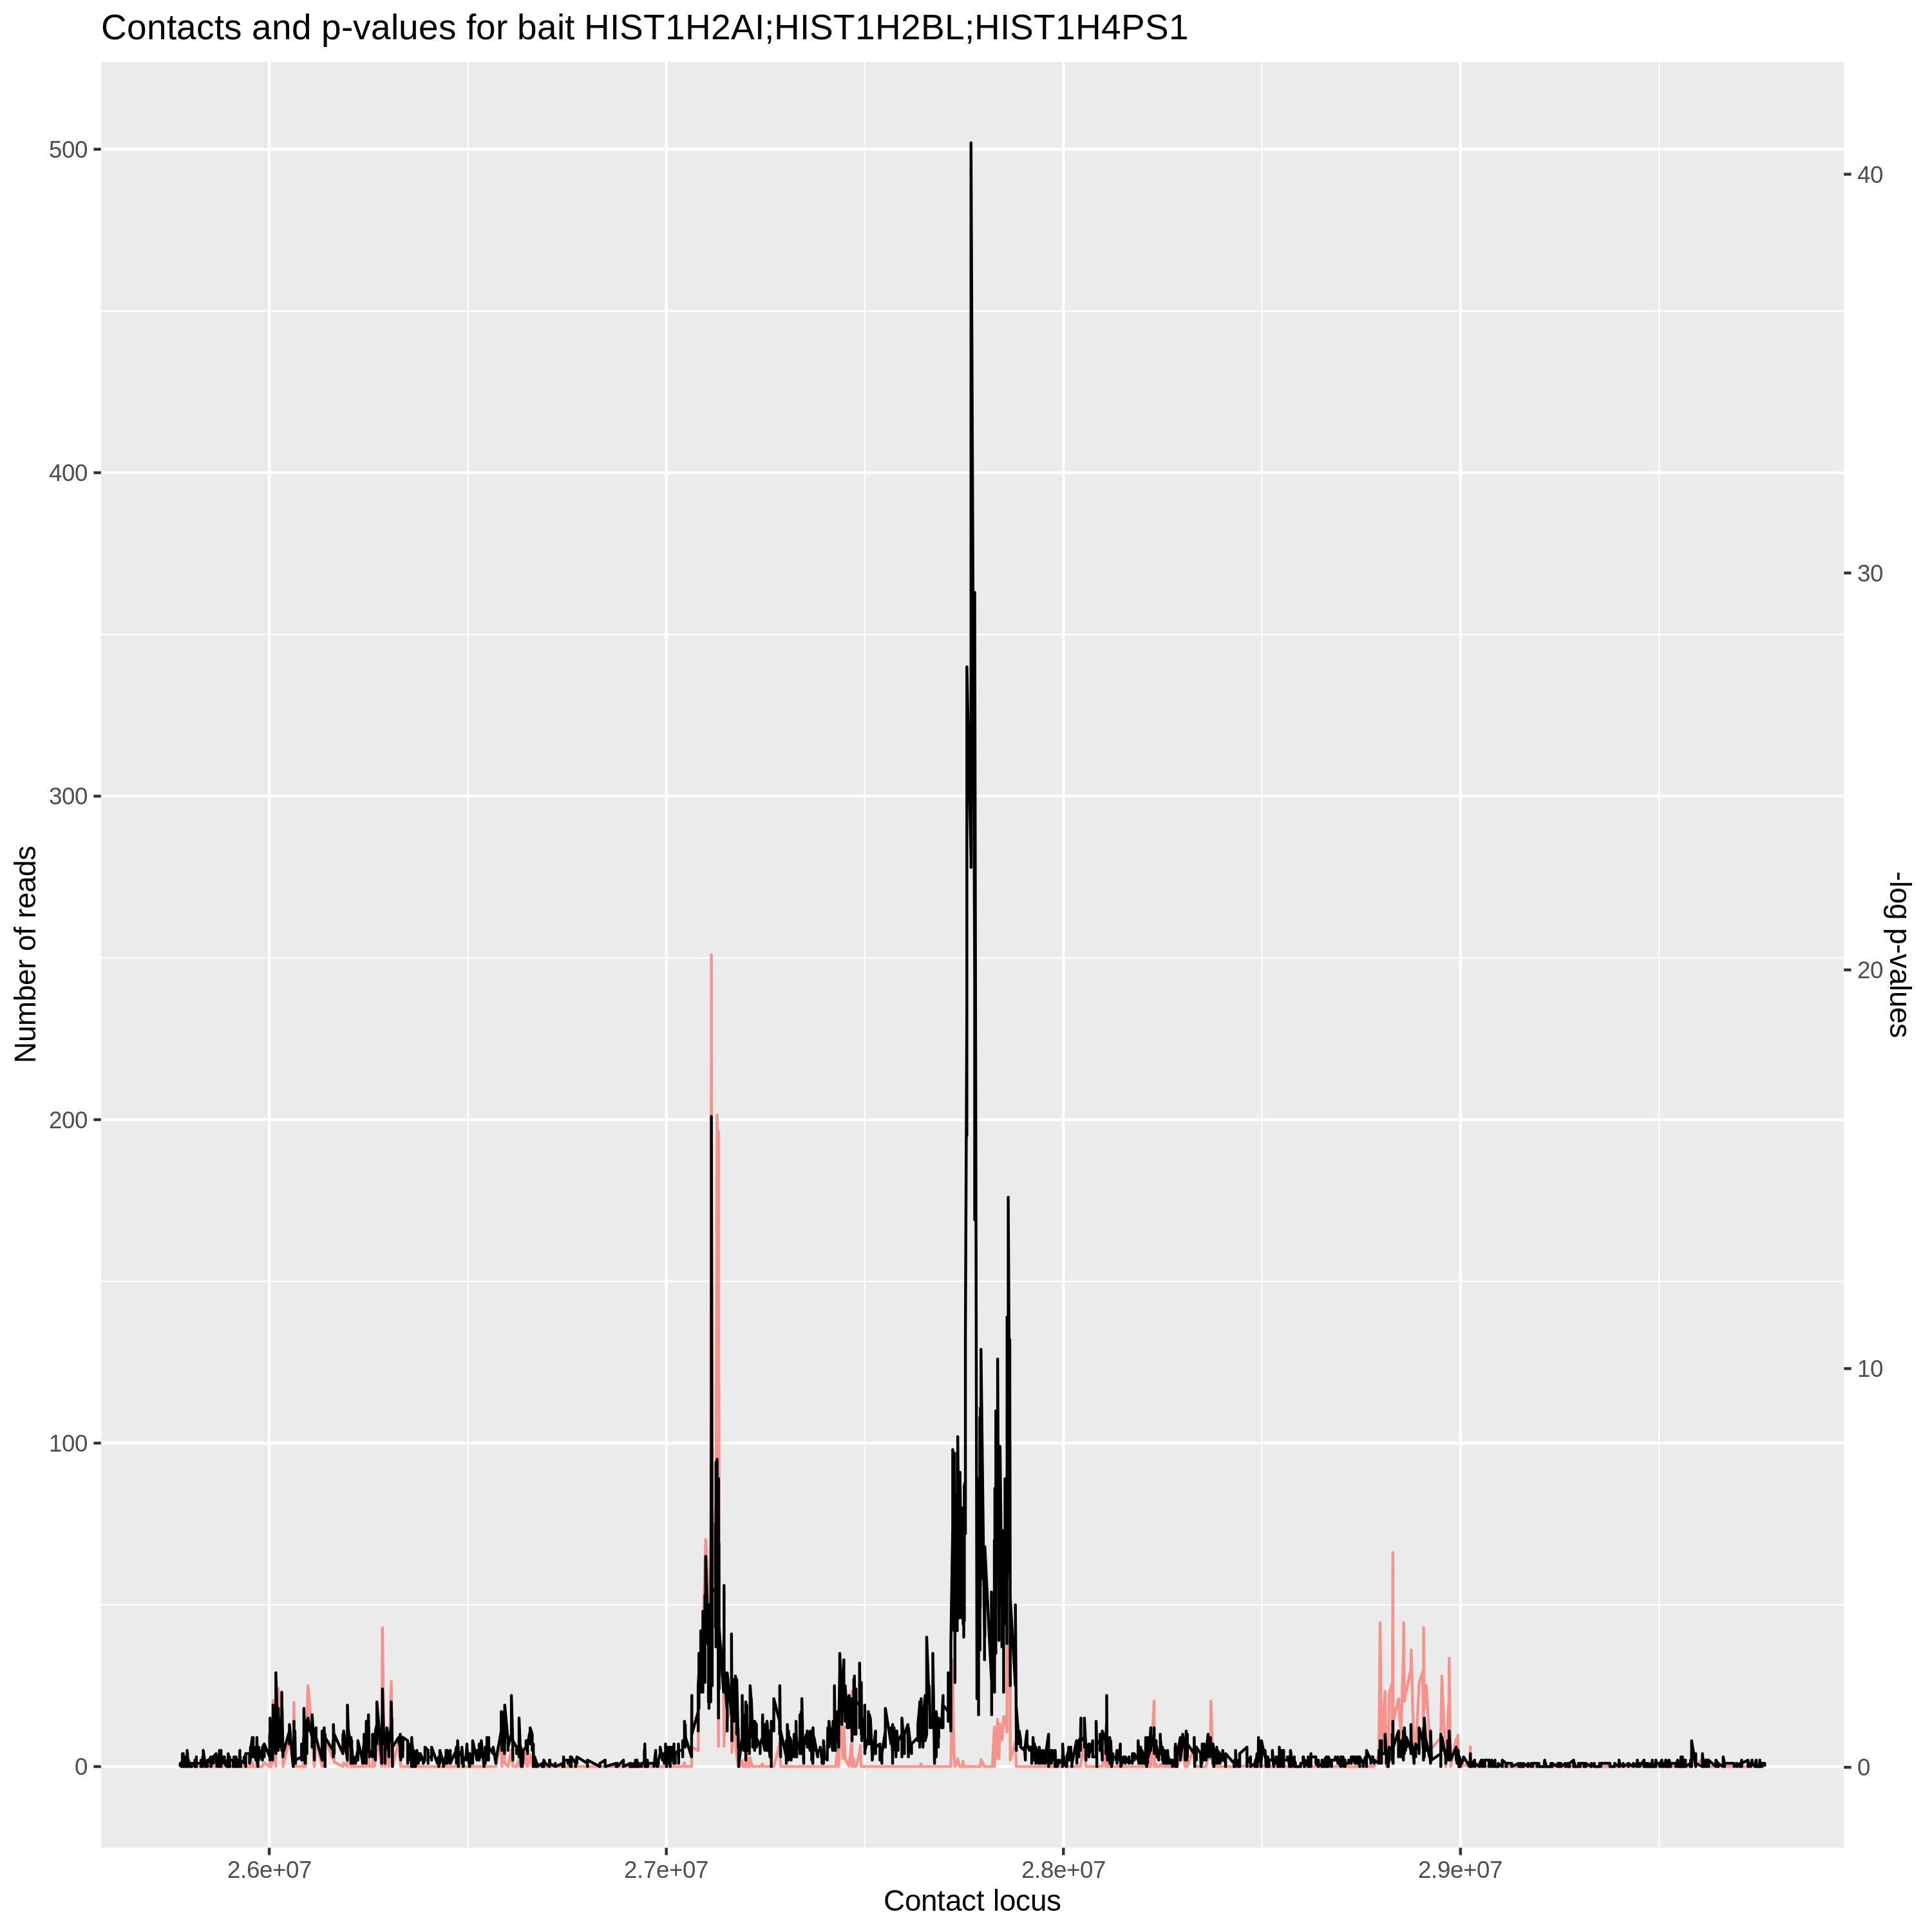 Contacts and p-values for bait HIST1H2AI;HIST1H2BL;HIST1H4PS1
500
400
300
200
100
0
Number of reads
40
30
20
10
0
-log p-values
2.6e+07 2.7e+07 2.8e+07 2.9e+07
Contact locus